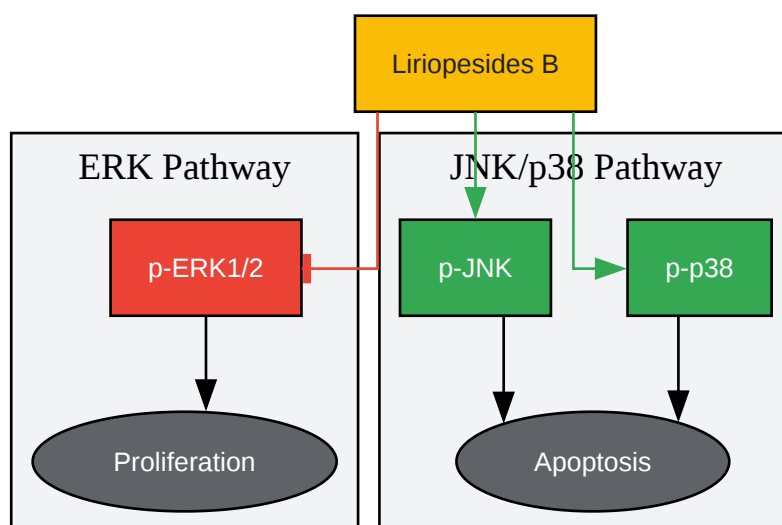 Liriopesides B
ERK Pathway
JNK/p38 Pathway
p-ERK1/2
p-JNK
p-p38
Proliferation
Apoptosis